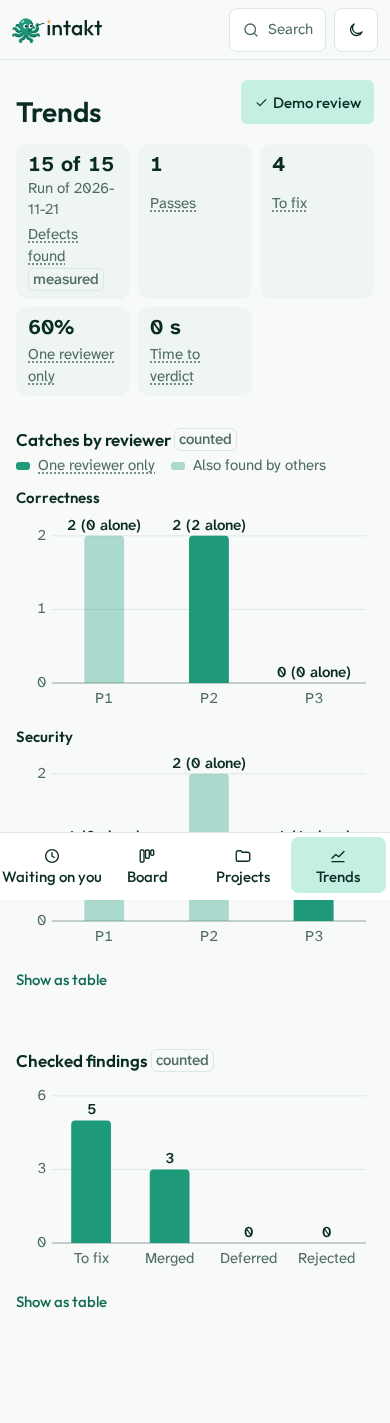 intakt
Search
Trends
Demo review
15 of 15
Run of 2026-
11-21
Defects
found
measured
1
Passes
4
To fix
60%
One reviewer
only
0 s
Time to
verdict
Catches by reviewer counted
One reviewer only Also found by others
Correctness
2 (0 alone) 2 (2 alone)
2
1
0 (0 alone)
0
P1 P2 P3
Security
2 (0 alone)
2
Waiting on you Board Projects Trends
0
P1 P2 P3
Show as table
Checked findings counted
6
5
3
3
0 0
0
To fix Merged Deferred Rejected
Show as table